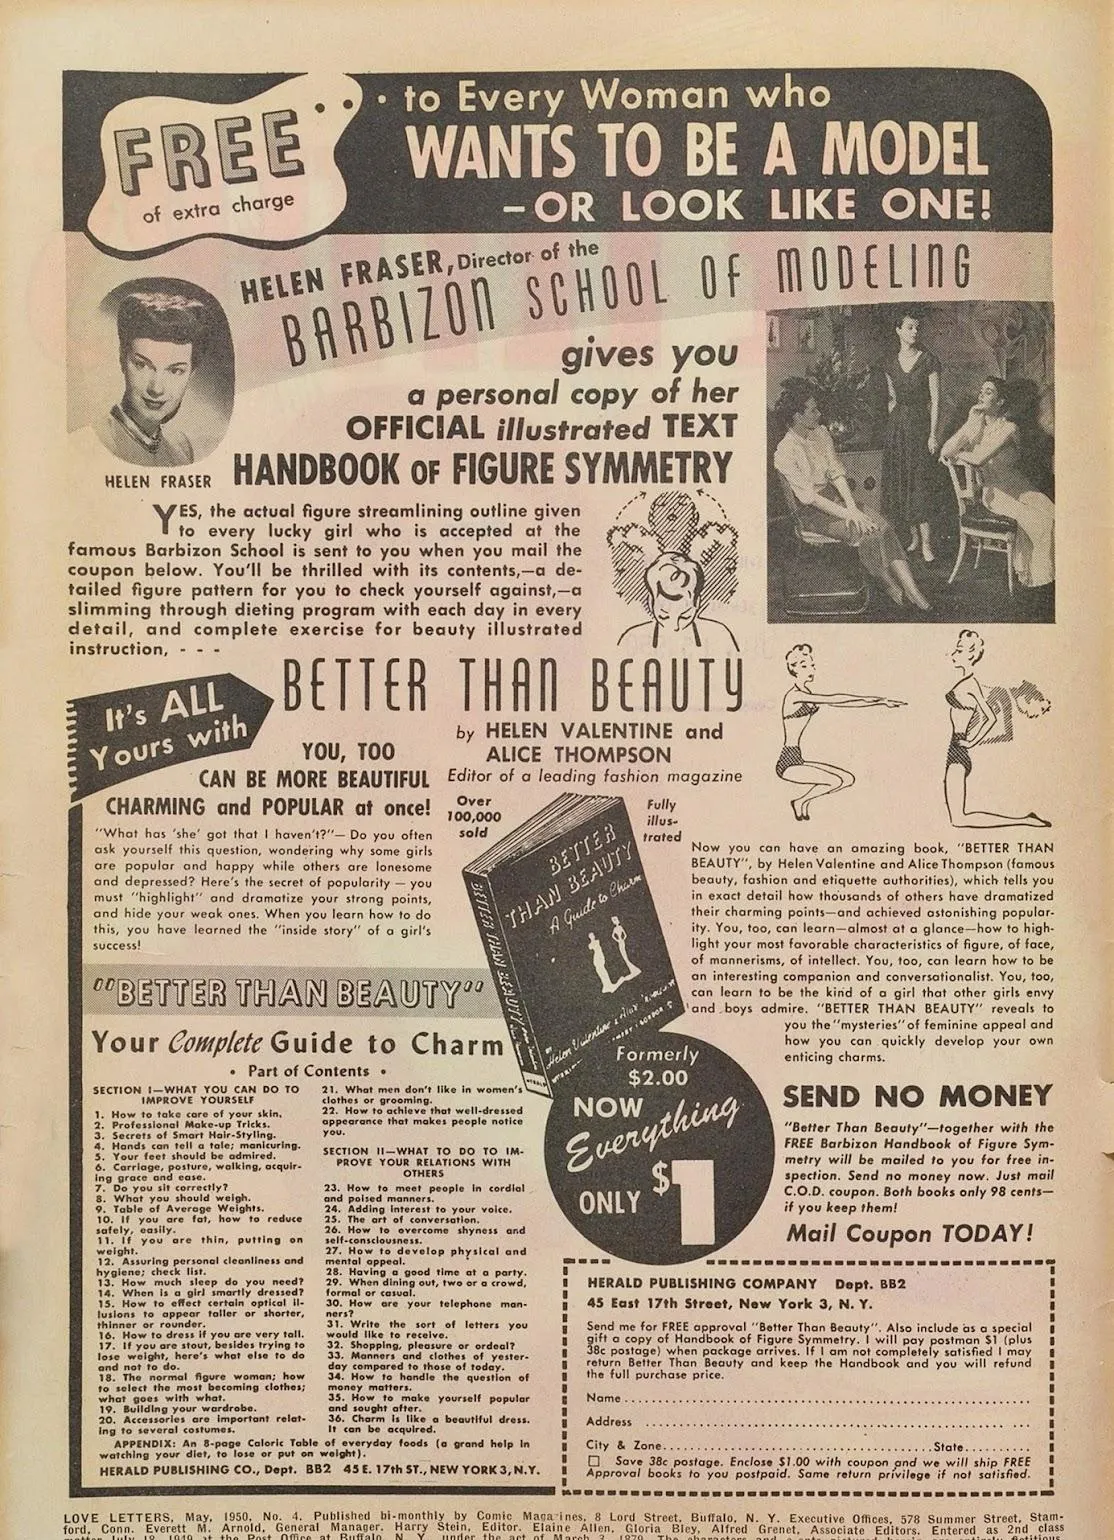 FREE
of extra charge
to Every Woman who
WANTS TO BE A MODEL
—OR LOOK LIKE ONE!
HELEN FRASER, Director of the
BARBIZON SCHOOL OF MODELING
gives you
a personal copy of her
OFFICIAL illustrated TEXT
HANDBOOK OF FIGURE SYMMETRY
HELEN FRASER
YES, the actual figure streamlining outline given
to every lucky girl who is accepted at the
famous Barbizon School is sent to you when you mail the
coupon below. You'll be thrilled with its contents,—a de-
tailed figure pattern for you to check yourself against,—a
slimming through dieting program with each day in every
detail, and complete exercise for beauty illustrated
instruction, - - -
It's ALL
Yours with
BETTER THAN BEAUTY
by HELEN VALENTINE and
ALICE THOMPSON
Editor of a leading fashion magazine
YOU, TOO
CAN BE MORE BEAUTIFUL
CHARMING and POPULAR at once!
"What has 'she' got that I haven't?"— Do you often
ask yourself this question, wondering why some girls
are popular and happy while others are lonesome
and depressed? Here's the secret of popularity — you
must "highlight" and dramatize your strong points,
and hide your weak ones. When you learn how to do
this, you have learned the "inside story" of a girl's
success!
Over
100,000
sold
Fully
illus-
trated
BETTER
THAN BEAUTY
A Guide to Charm
BETTER THAN BEAUTY
Now you can have an amazing book, "BETTER THAN
BEAUTY", by Helen Valentine and Alice Thompson (famous
beauty, fashion and etiquette authorities), which tells you
in exact detail how thousands of others have dramatized
their charming points—and achieved astonishing popular-
ity. You, too, can learn—almost at a glance—how to high-
light your most favorable characteristics of figure, of face,
of mannerisms, of intellect. You, too, can learn how to be
an interesting companion and conversationalist. You, too,
can learn to be the kind of a girl that other girls envy
and boys admire. "BETTER THAN BEAUTY" reveals to
you the "mysteries" of feminine appeal and
how you can quickly develop your own
enticing charms.
"BETTER THAN BEAUTY"
Your Complete Guide to Charm
• Part of Contents •
SECTION I—WHAT YOU CAN DO TO
IMPROVE YOURSELF
1. How to take care of your skin.
2. Professional Make-up Tricks.
3. Secrets of Smart Hair-Styling.
4. Hands can tell a tale; manicuring.
5. Your feet should be admired.
6. Carriage, posture, walking, acquir-
ing grace and ease.
7. Do you sit correctly?
8. What you should weigh.
9. Table of Average Weights.
10. If you are fat, how to reduce
safely, easily.
11. If you are thin, putting on
weight.
12. Assuring personal cleanliness and
hygiene; check list.
13. How much sleep do you need?
14. When is a girl smartly dressed?
15. How to effect certain optical il-
lusions to appear taller or shorter,
thinner or rounder.
16. How to dress if you are very tall.
17. If you are stout, besides trying to
lose weight, here's what else to do
and not to do.
18. The normal figure woman; how
to select the most becoming clothes;
what goes with what.
19. Building your wardrobe.
20. Accessories are important relat-
ing to several costumes.
21. What men don't like in women's
clothes or grooming.
22. How to achieve that well-dressed
appearance that makes people notice
you.
SECTION II—WHAT TO DO TO IM-
PROVE YOUR RELATIONS WITH
OTHERS
23. How to meet people in cordial
and poised manners.
24. Adding interest to your voice.
25. The art of conversation.
26. How to overcome shyness and
self-consciousness.
27. How to develop physical and
mental appeal.
28. Having a good time at a party.
29. When dining out, two or a crowd,
formal or casual.
30. How are your telephone man-
ners?
31. Write the sort of letters you
would like to receive.
32. Shopping, pleasure or ordeal?
33. Manners and clothes of yester-
day compared to those of today.
34. How to handle the question of
money matters.
35. How to make yourself popular
and sought after.
36. Charm is like a beautiful dress.
It can be acquired.
APPENDIX: An 8-page Caloric Table of everyday foods (a grand help in
watching your diet, to lose or put on weight).
HERALD PUBLISHING CO., Dept. BB2 45 E. 17th ST., NEW YORK 3, N.Y.
Formerly
$2.00
NOW
Everything
ONLY $1
SEND NO MONEY
"Better Than Beauty"—together with the
FREE Barbizon Handbook of Figure Sym-
metry will be mailed to you for free in-
spection. Send no money now. Just mail
C.O.D. coupon. Both books only 98 cents—
if you keep them!
Mail Coupon TODAY!
HERALD PUBLISHING COMPANY Dept. BB2
45 East 17th Street, New York 3, N. Y.
Send me for FREE approval "Better Than Beauty". Also include as a special
gift a copy of Handbook of Figure Symmetry. I will pay postman $1 (plus
38c postage) when package arrives. If I am not completely satisfied I may
return Better Than Beauty and keep the Handbook and you will refund
the full purchase price.
Name
Address
City & Zone State
Save 38c postage. Enclose $1.00 with coupon and we will ship FREE
Approval books to you postpaid. Same return privilege if not satisfied.
LOVE LETTERS, May, 1950, No. 4. Published bi-monthly by Comic Magazines, 8 Lord Street, Buffalo, N. Y. Executive Offices, 578 Summer Street, Stam-
ford, Conn. Everett M. Arnold, General Manager. Harry Stein, Editor. Elaine Allen, Gloria Bley, Alfred Grenet, Associate Editors. Entered as 2nd class